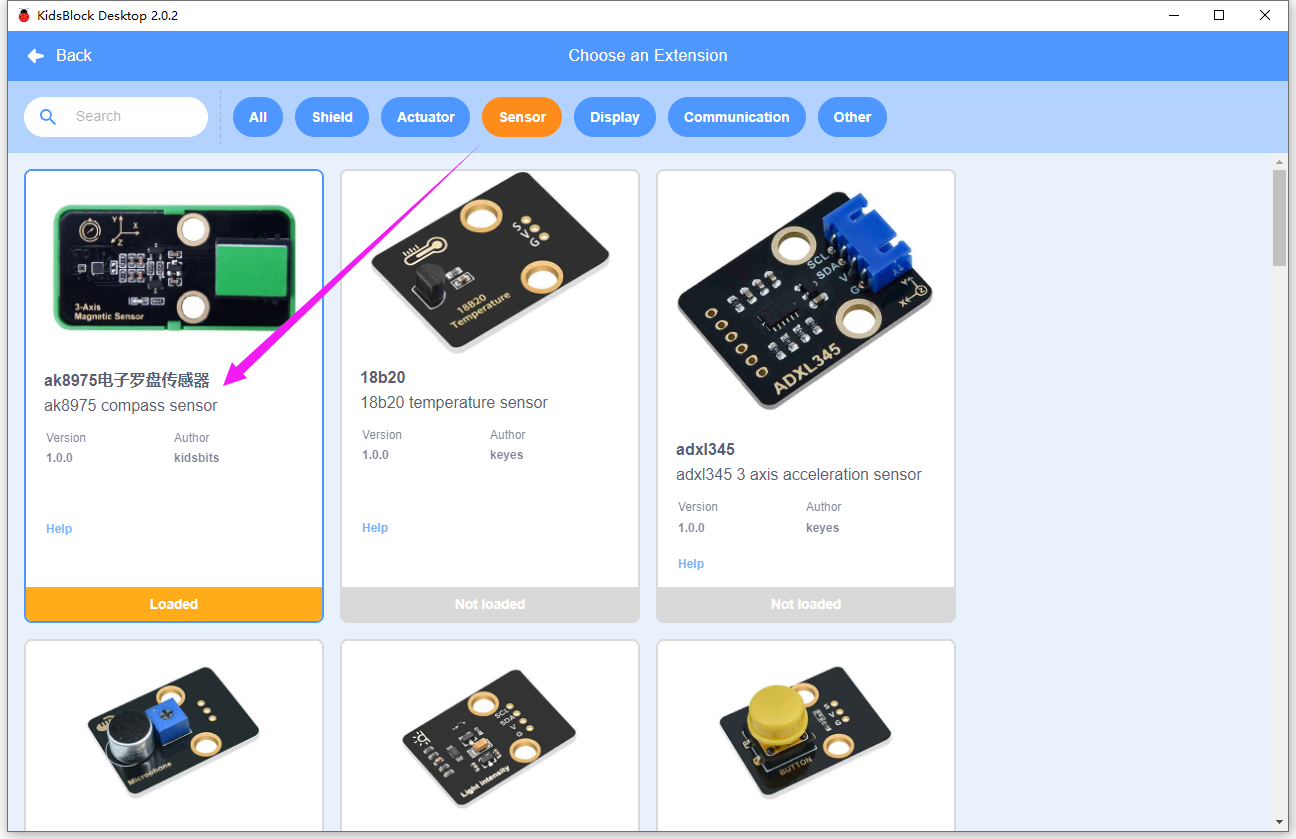 KidsBlock Desktop 2.0.2
Back
Choose an Extension
Search
All
Shield
Actuator
Sensor
Display
Communication
Other
Y
X
Z
3-Axis
Magnetic Sensor
ak8975电子罗盘传感器
ak8975 compass sensor
Version
Author
1.0.0
kidsbits
Help
Loaded
S
V
G
18B20
Temperature
18b20
18b20 temperature sensor
Version
Author
1.0.0
keyes
Help
Not loaded
SCL
SDA
V
G
Y
X
Z
ADXL345
adxl345
adxl345 3 axis acceleration sensor
Version
Author
1.0.0
keyes
Help
Not loaded
Microphone
SCL
SDA
V
G
Light intensity
S
V
G
BUTTON